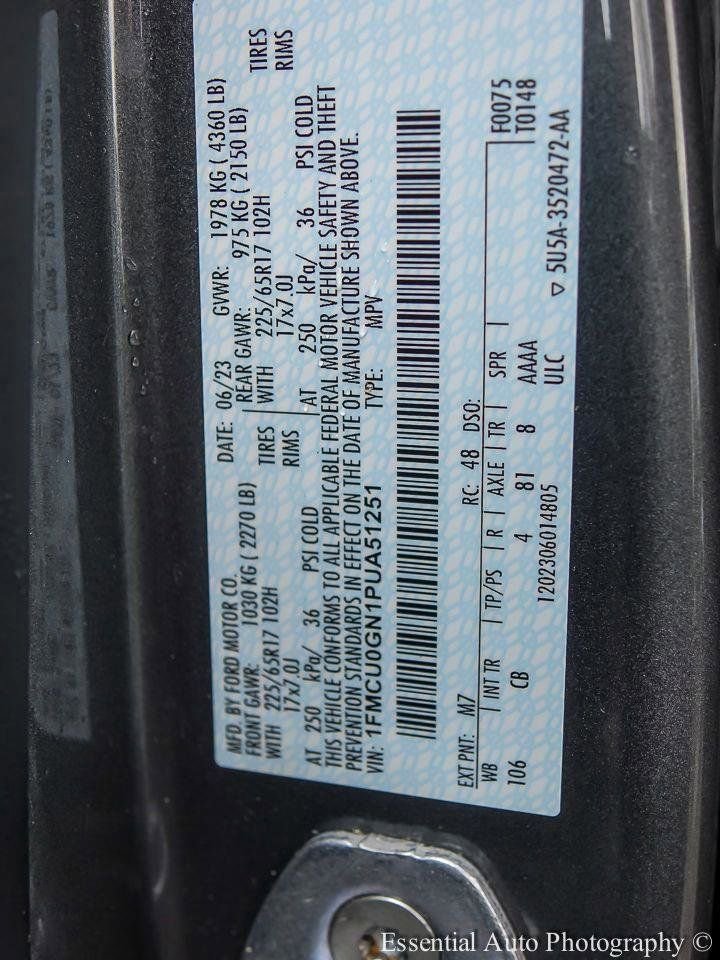 MFD. BY FORD MOTOR CO.
DATE: 06/23 GVWR: 1978 KG ( 4360 LB)
FRONT GAWR: 1030 KG ( 2270 LB) REAR GAWR: 975 KG ( 2150 LB)
WITH 225/65R17 102H TIRES WITH 225/65R17 102H TIRES
17x7.0J RIMS 17x7.0J RIMS
AT 250 kPa/ 36 PSI COLD AT 250 kPa/ 36 PSI COLD
THIS VEHICLE CONFORMS TO ALL APPLICABLE FEDERAL MOTOR VEHICLE SAFETY AND THEFT
PREVENTION STANDARDS IN EFFECT ON THE DATE OF MANUFACTURE SHOWN ABOVE.
VIN: 1FMCU0GN1PUA51251 TYPE: MPV
EXT PNT: M7 RC: 48 DSO: F0075
WB INT TR TP/PS R AXLE TR SPR T0148
106 CB 4 81 8 AAAA
1202306014805 ULC 5U5A-3520472-AA
Essential Auto Photography ©